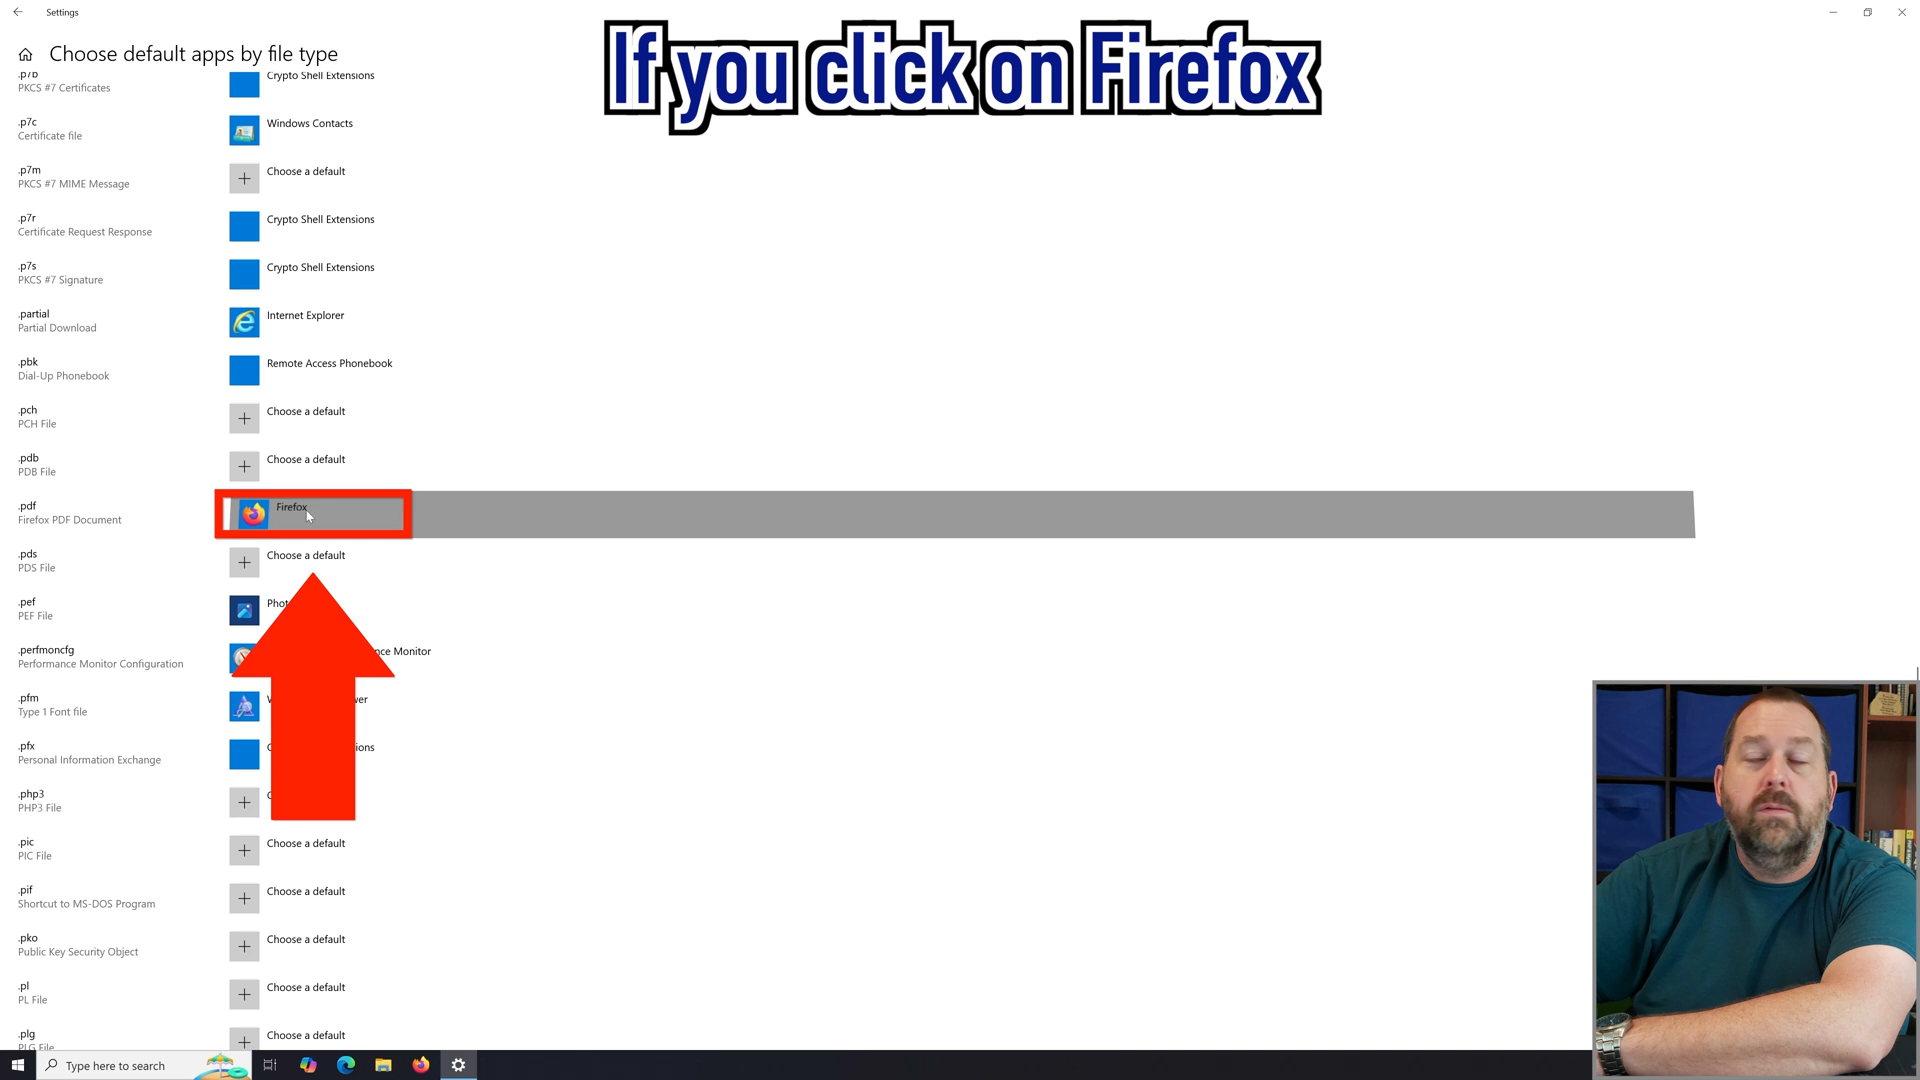 Settings
If you click on Firefox
Choose default apps by file type
.p7b
Crypto Shell Extensions
PKCS #7 Certificates
.p7c
Windows Contacts
Certificate file
.p7m
Choose a default
PKCS #7 MIME Message
.p7r
Crypto Shell Extensions
Certificate Request Response
.p7s
Crypto Shell Extensions
PKCS #7 Signature
.partial
Internet Explorer
Partial Download
.pbk
Remote Access Phonebook
Dial-Up Phonebook
.pch
Choose a default
PCH File
.pdb
Choose a default
PDB File
.pdf
Firefox
Firefox PDF Document
.pds
Choose a default
PDS File
.pef
PEF File
.perfmoncfg
Monitor
Performance Monitor Configuration
.pfm
Type 1 Font file
.pfx
Personal Information Exchange
.php3
PHP3 File
.pic
Choose a default
PIC File
.pif
Choose a default
Shortcut to MS-DOS Program
.pko
Choose a default
Public Key Security Object
.pl
Choose a default
PL File
.plg
Choose a default
PLG File
Type here to search